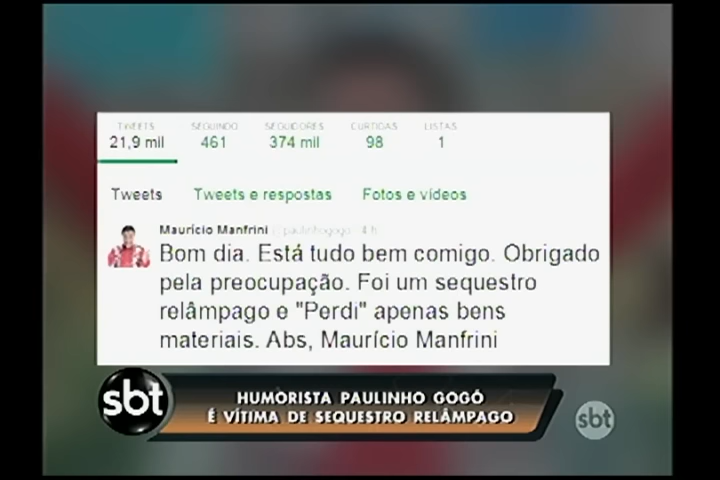 TWEETS SEGUINDO SEGUIDORES CURTIDAS LISTAS
21,9 mil 461 374 mil 98 1
Tweets Tweets e respostas Fotos e vídeos
Maurício Manfrini @paulinhogogo · 4 h
Bom dia. Está tudo bem comigo. Obrigado
pela preocupação. Foi um sequestro
relâmpago e "Perdi" apenas bens
materiais. Abs, Maurício Manfrini
sbt
HUMORISTA PAULINHO GOGÓ
É VÍTIMA DE SEQUESTRO RELÂMPAGO
sbt